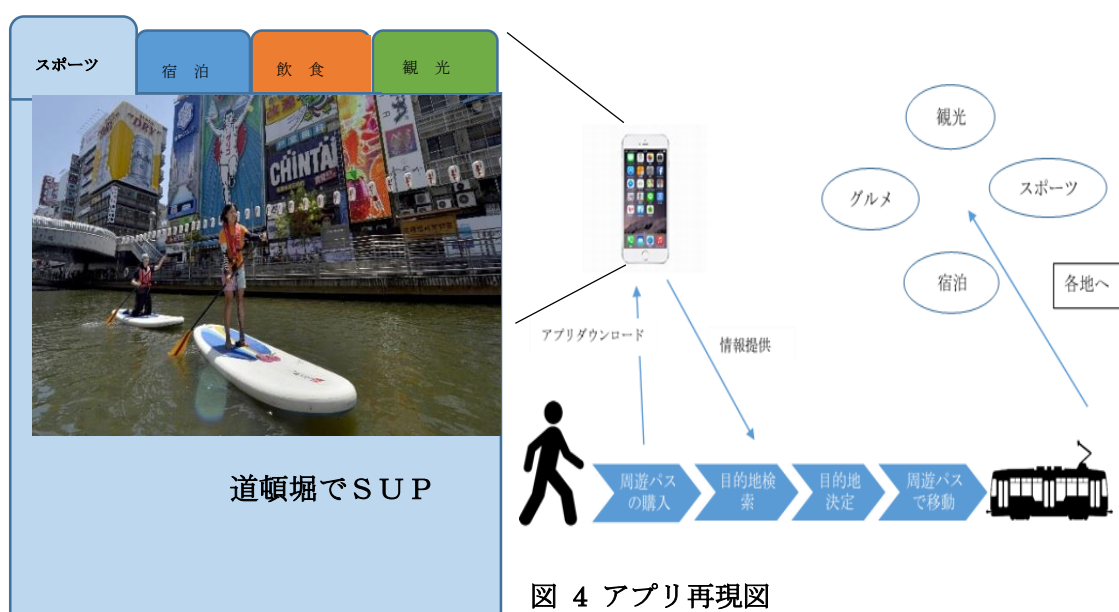 スポーツ
宿 泊
飲 食
観 光
DRY
CHINTAI
道頓堀でＳＵＰ
観光
グルメ
スポーツ
宿泊
各地へ
アプリダウンロード
情報提供
周遊パス
の購入
目的地検
索
目的地
決定
周遊パス
で移動
図 4 アプリ再現図